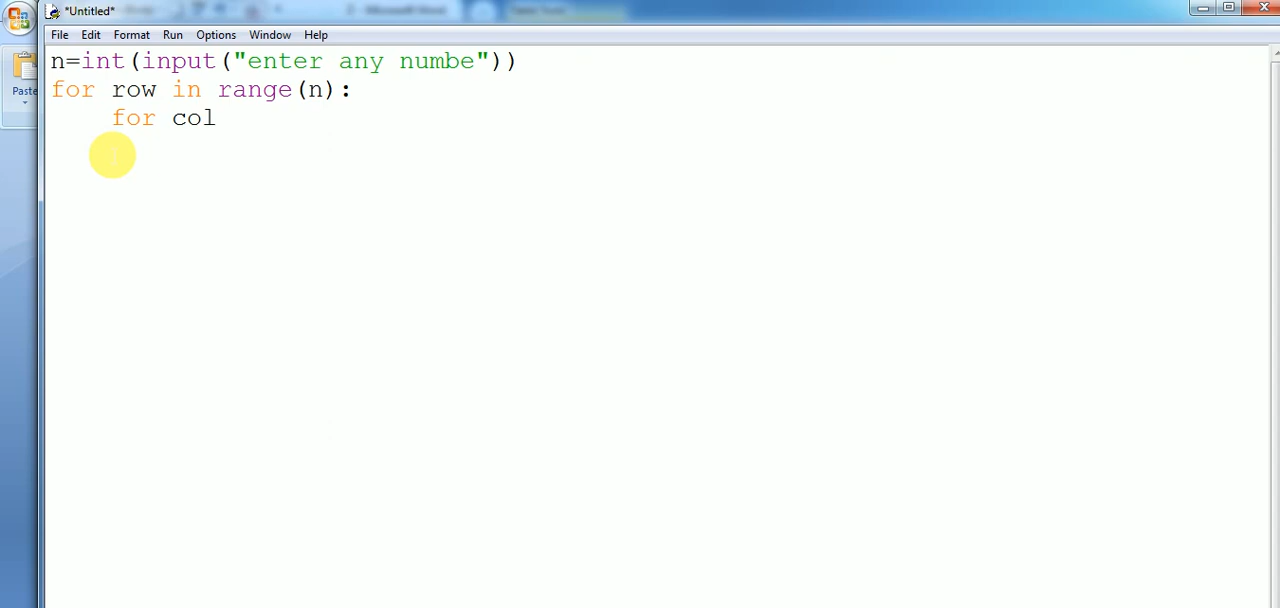 *Untitled*
File Edit Format Run Options Window Help
Paste
n=int(input("enter any numbe"))
for row in range(n):
    for col